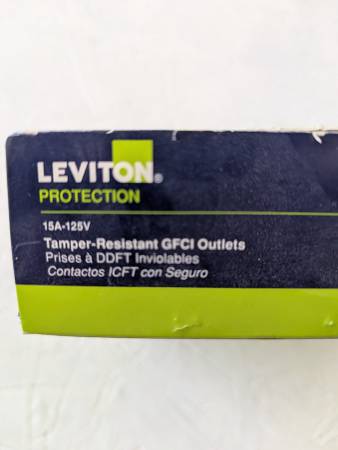 LEVITON®
PROTECTION
15A-125V
Tamper-Resistant GFCI Outlets
Prises à DDFT Inviolables
Contactos ICFT con Seguro